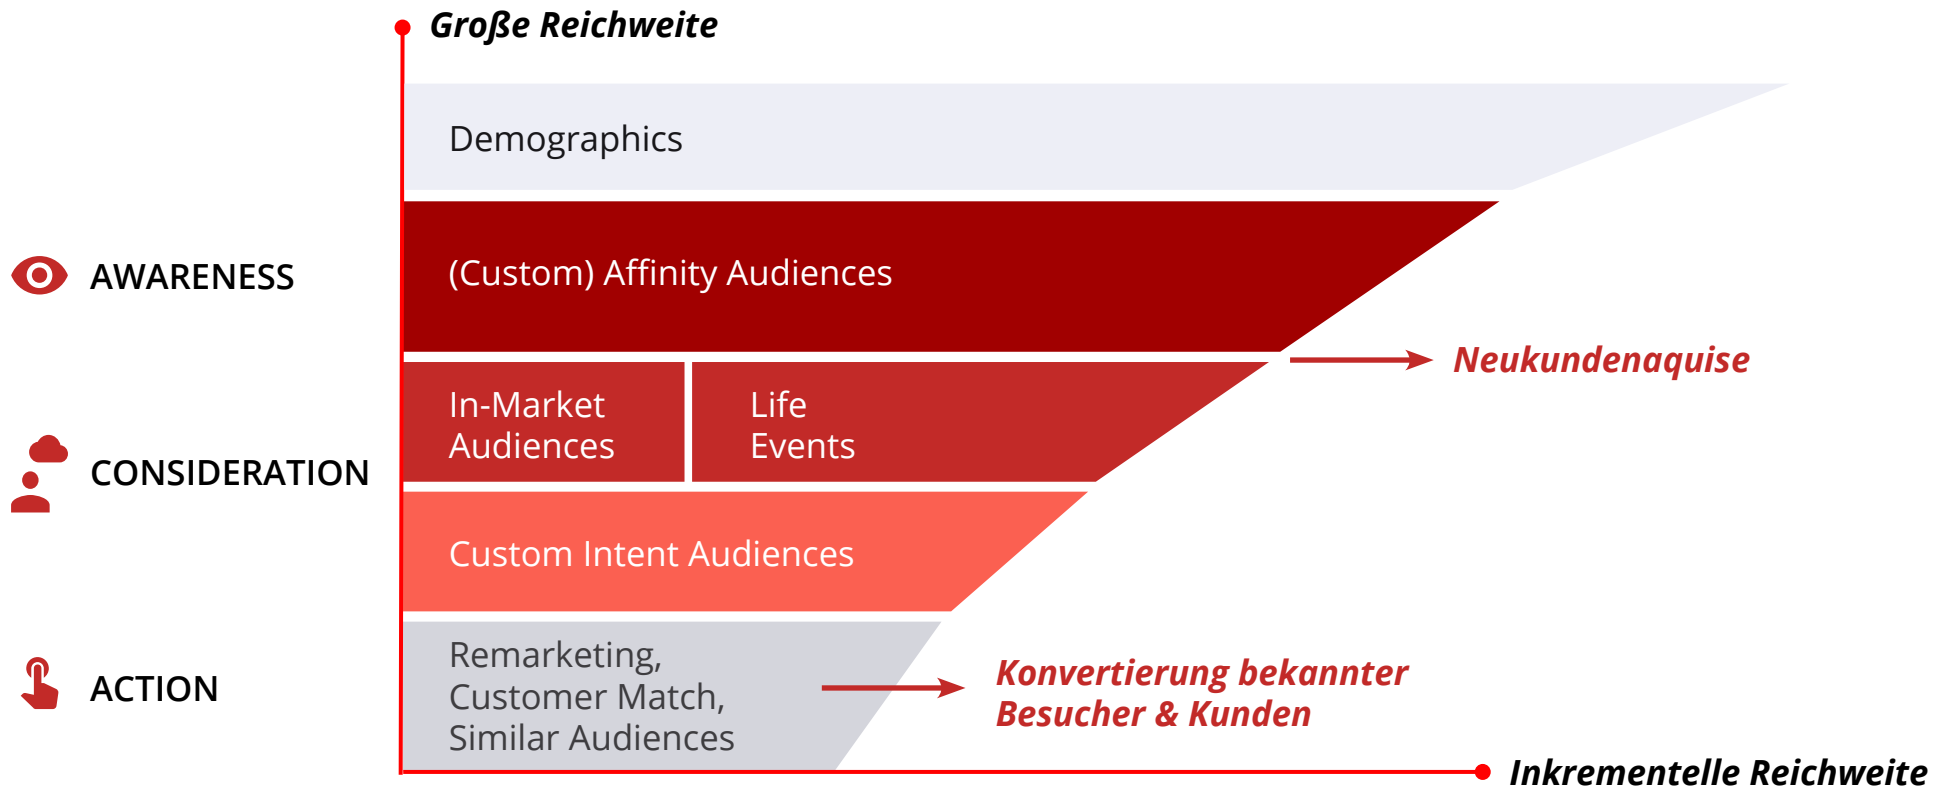 Große Reichweite
Demographics
AWARENESS
(Custom) Affinity Audiences
Neukundenaquise
In-Market
Audiences
Life
Events
CONSIDERATION
Custom Intent Audiences
ACTION
Remarketing,
Customer Match,
Similar Audiences
Konvertierung bekannter
Besucher & Kunden
Inkrementelle Reichweite